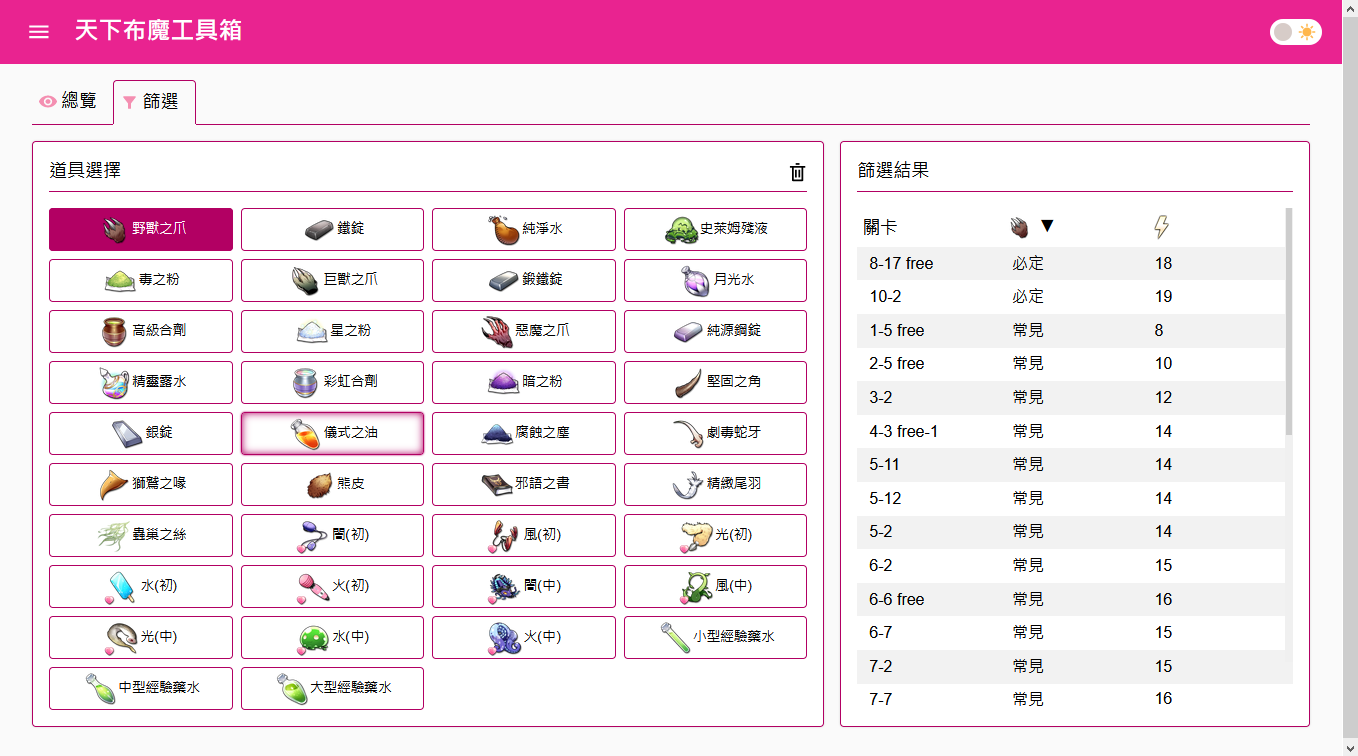 天下布魔工具箱
總覽 篩選
道具選擇
野獸之爪 鐵錠 純淨水 史萊姆殘液
毒之粉 巨獸之爪 鍛鐵錠 月光水
高級合劑 星之粉 惡魔之爪 純源鋼錠
精靈露水 彩虹合劑 暗之粉 堅固之角
銀錠 儀式之油 腐蝕之塵 劇毒蛇牙
獅鷲之喙 熊皮 邪語之書 精緻尾羽
蟲巢之絲 闇(初) 風(初) 光(初)
水(初) 火(初) 闇(中) 風(中)
光(中) 水(中) 火(中) 小型經驗藥水
中型經驗藥水 大型經驗藥水
篩選結果
關卡 ▼
8-17 free 必定 18
10-2 必定 19
1-5 free 常見 8
2-5 free 常見 10
3-2 常見 12
4-3 free-1 常見 14
5-11 常見 14
5-12 常見 14
5-2 常見 14
6-2 常見 15
6-6 free 常見 16
6-7 常見 15
7-2 常見 15
7-7 常見 16